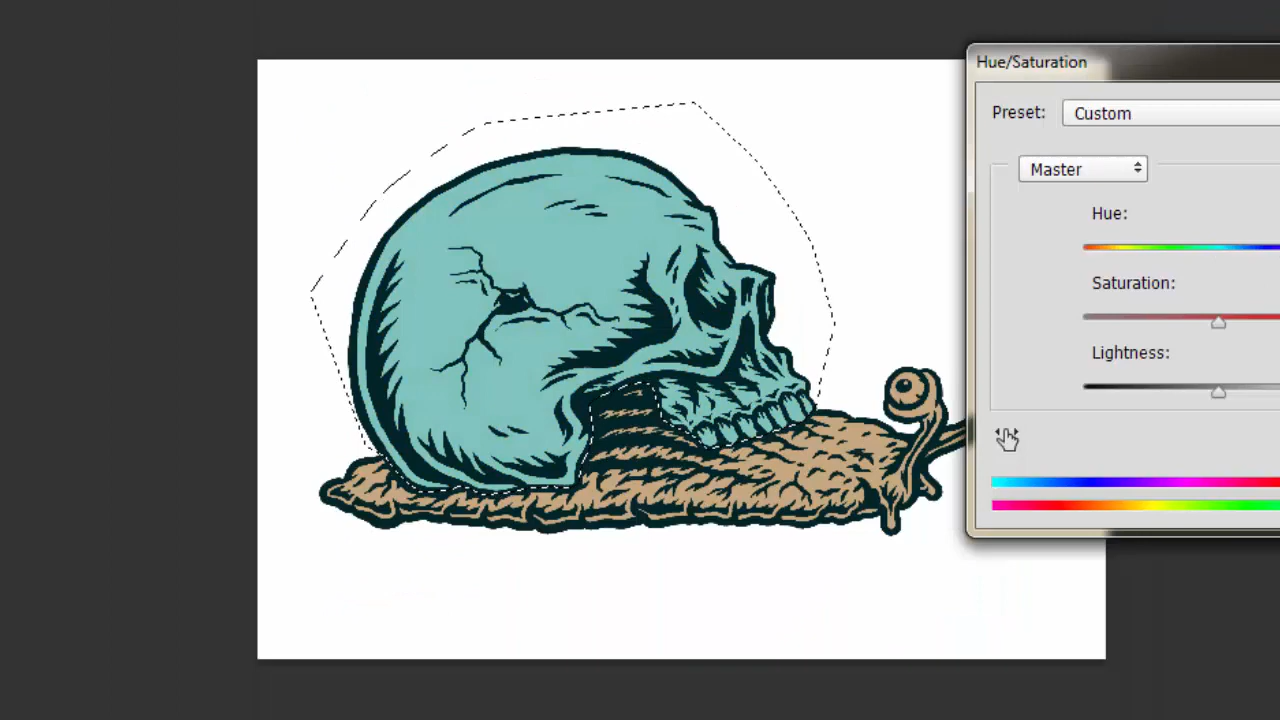 Hue/Saturation
Preset: Custom
Master
Hue:
Saturation:
Lightness: